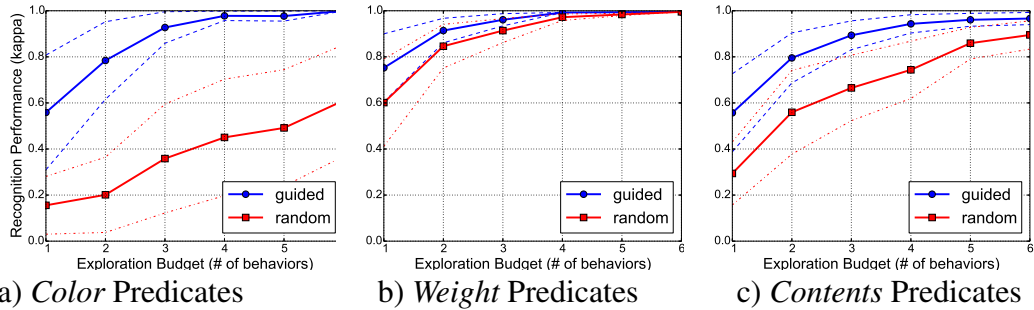 Recognition Performance (kappa)
1.0
0.8
0.6
0.4
0.2
0.0
1 2 3 4 5
guided
random
Exploration Budget (# of behaviors)
a) Color Predicates
1.0
0.8
0.6
0.4
0.2
0.0
1 2 3 4 5 6
guided
random
Exploration Budget (# of behaviors)
b) Weight Predicates
1.0
0.8
0.6
0.4
0.2
0.0
1 2 3 4 5 6
guided
random
Exploration Budget (# of behaviors)
c) Contents Predicates